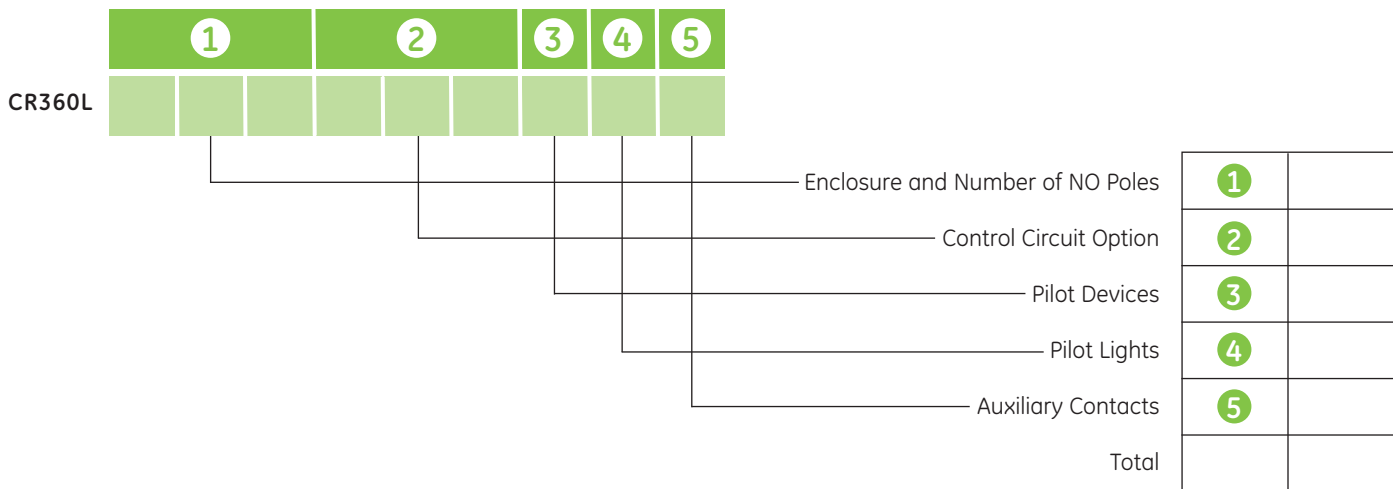 1 2 3 4 5
CR360L
Enclosure and Number of NO Poles 1
Control Circuit Option 2
Pilot Devices 3
Pilot Lights 4
Auxiliary Contacts 5
Total